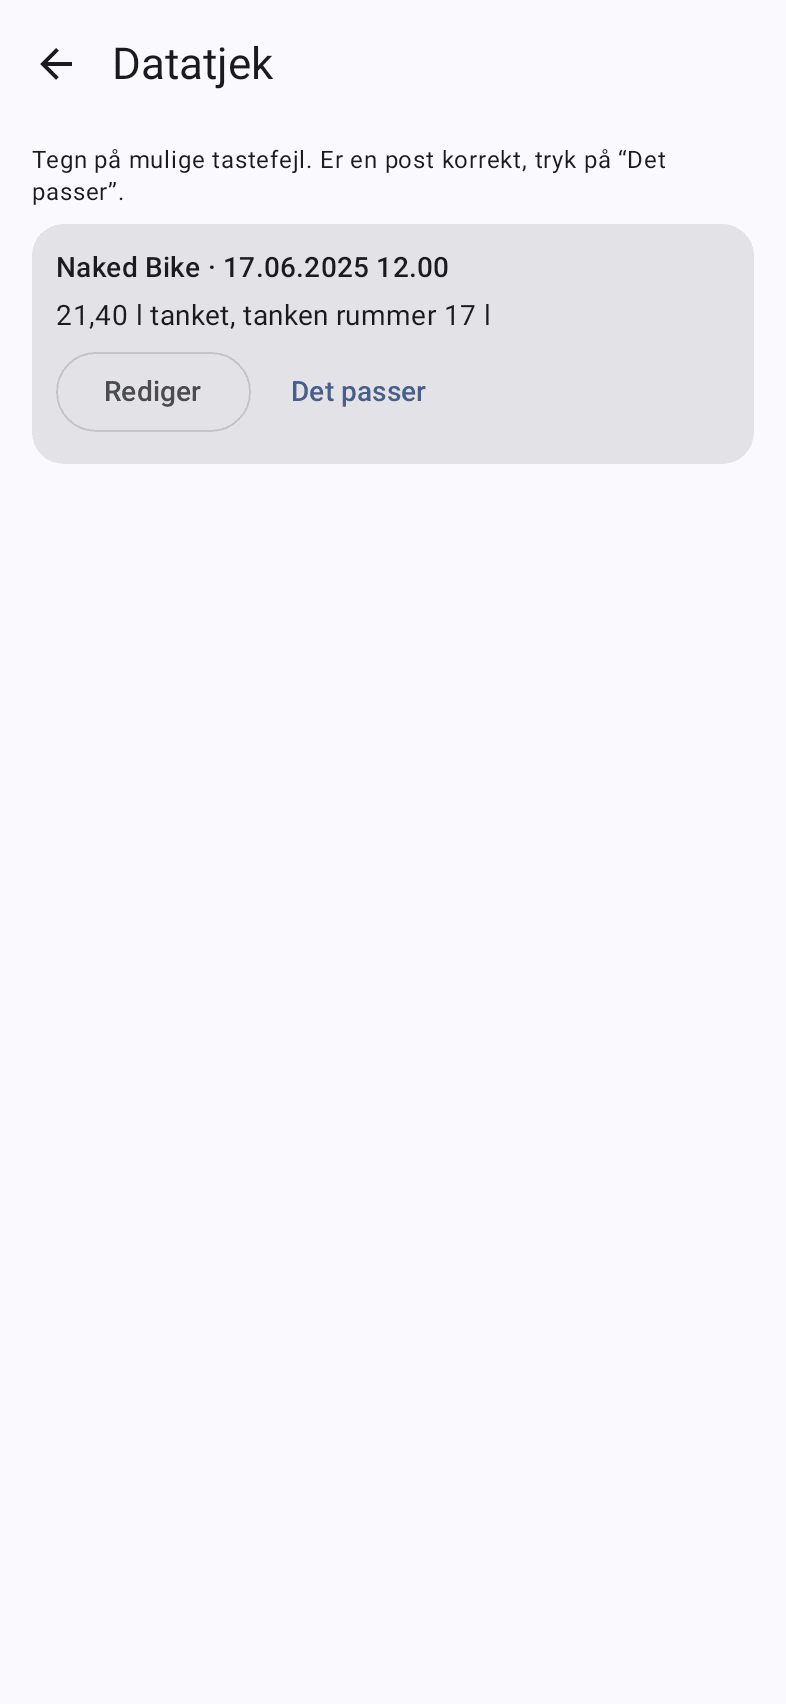 Datatjek
Tegn på mulige tastefejl. Er en post korrekt, tryk på “Det
passer”.
Naked Bike · 17.06.2025 12.00
21,40 l tanket, tanken rummer 17 l
Rediger
Det passer